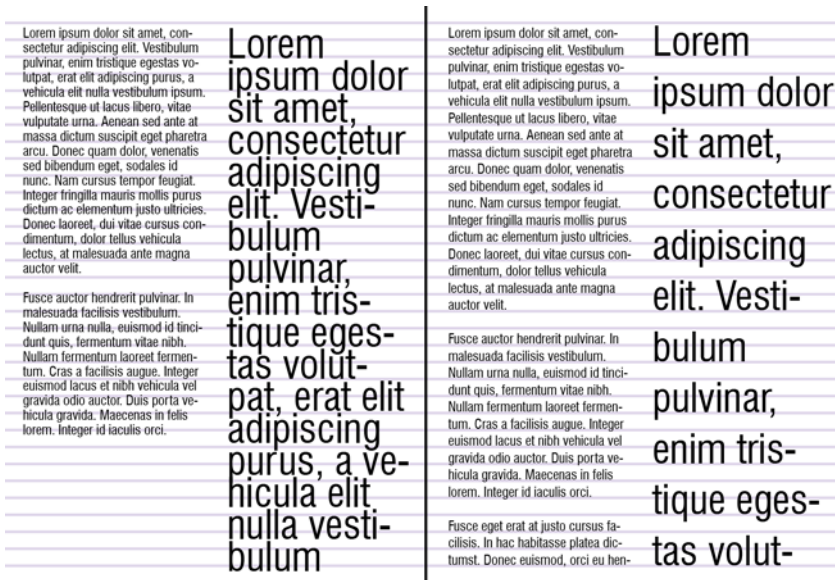 Lorem ipsum dolor sit amet, con-
sectetur adipiscing elit. Vestibulum
pulvinar, enim tristique egestas vo-
lutpat, erat elit adipiscing purus, a
vehicula elit nulla vestibulum ipsum.
Pellentesque ut lacus libero, vitae
vulputate urna. Aenean sed ante at
massa dictum suscipit eget pharetra
arcu. Donec quam dolor, venenatis
sed bibendum eget, sodales id
nunc. Nam cursus tempor feugiat.
Integer fringilla mauris mollis purus
dictum ac elementum justo ultricies.
Donec laoreet, dui vitae cursus con-
dimentum, dolor tellus vehicula
lectus, at malesuada ante magna
auctor velit.
Fusce auctor hendrerit pulvinar. In
malesuada facilisis vestibulum.
Nullam urna nulla, euismod id tinci-
dunt quis, fermentum vitae nibh.
Nullam fermentum laoreet fermen-
tum. Cras a facilisis augue. Integer
euismod lacus et nibh vehicula vel
gravida odio auctor. Duis porta ve-
hicula gravida. Maecenas in felis
lorem. Integer id iaculis orci.
Lorem
ipsum dolor
sit amet,
consectetur
adipiscing
elit. Vesti-
bulum
pulvinar,
enim tris-
tique eges-
tas volut-
pat, erat elit
adipiscing
purus, a ve-
hicula elit
nulla vesti-
bulum
Lorem ipsum dolor sit amet, con-
sectetur adipiscing elit. Vestibulum
pulvinar, enim tristique egestas vo-
lutpat, erat elit adipiscing purus, a
vehicula elit nulla vestibulum ipsum.
Pellentesque ut lacus libero, vitae
vulputate urna. Aenean sed ante at
massa dictum suscipit eget pharetra
arcu. Donec quam dolor, venenatis
sed bibendum eget, sodales id
nunc. Nam cursus tempor feugiat.
Integer fringilla mauris mollis purus
dictum ac elementum justo ultricies.
Donec laoreet, dui vitae cursus con-
dimentum, dolor tellus vehicula
lectus, at malesuada ante magna
auctor velit.
Fusce auctor hendrerit pulvinar. In
malesuada facilisis vestibulum.
Nullam urna nulla, euismod id tinci-
dunt quis, fermentum vitae nibh.
Nullam fermentum laoreet fermen-
tum. Cras a facilisis augue. Integer
euismod lacus et nibh vehicula vel
gravida odio auctor. Duis porta ve-
hicula gravida. Maecenas in felis
lorem. Integer id iaculis orci.
Fusce eget erat at justo cursus fa-
cilisis. In hac habitasse platea dic-
tumst. Donec euismod, orci eu hen-
Lorem
ipsum dolor
sit amet,
consectetur
adipiscing
elit. Vesti-
bulum
pulvinar,
enim tris-
tique eges-
tas volut-